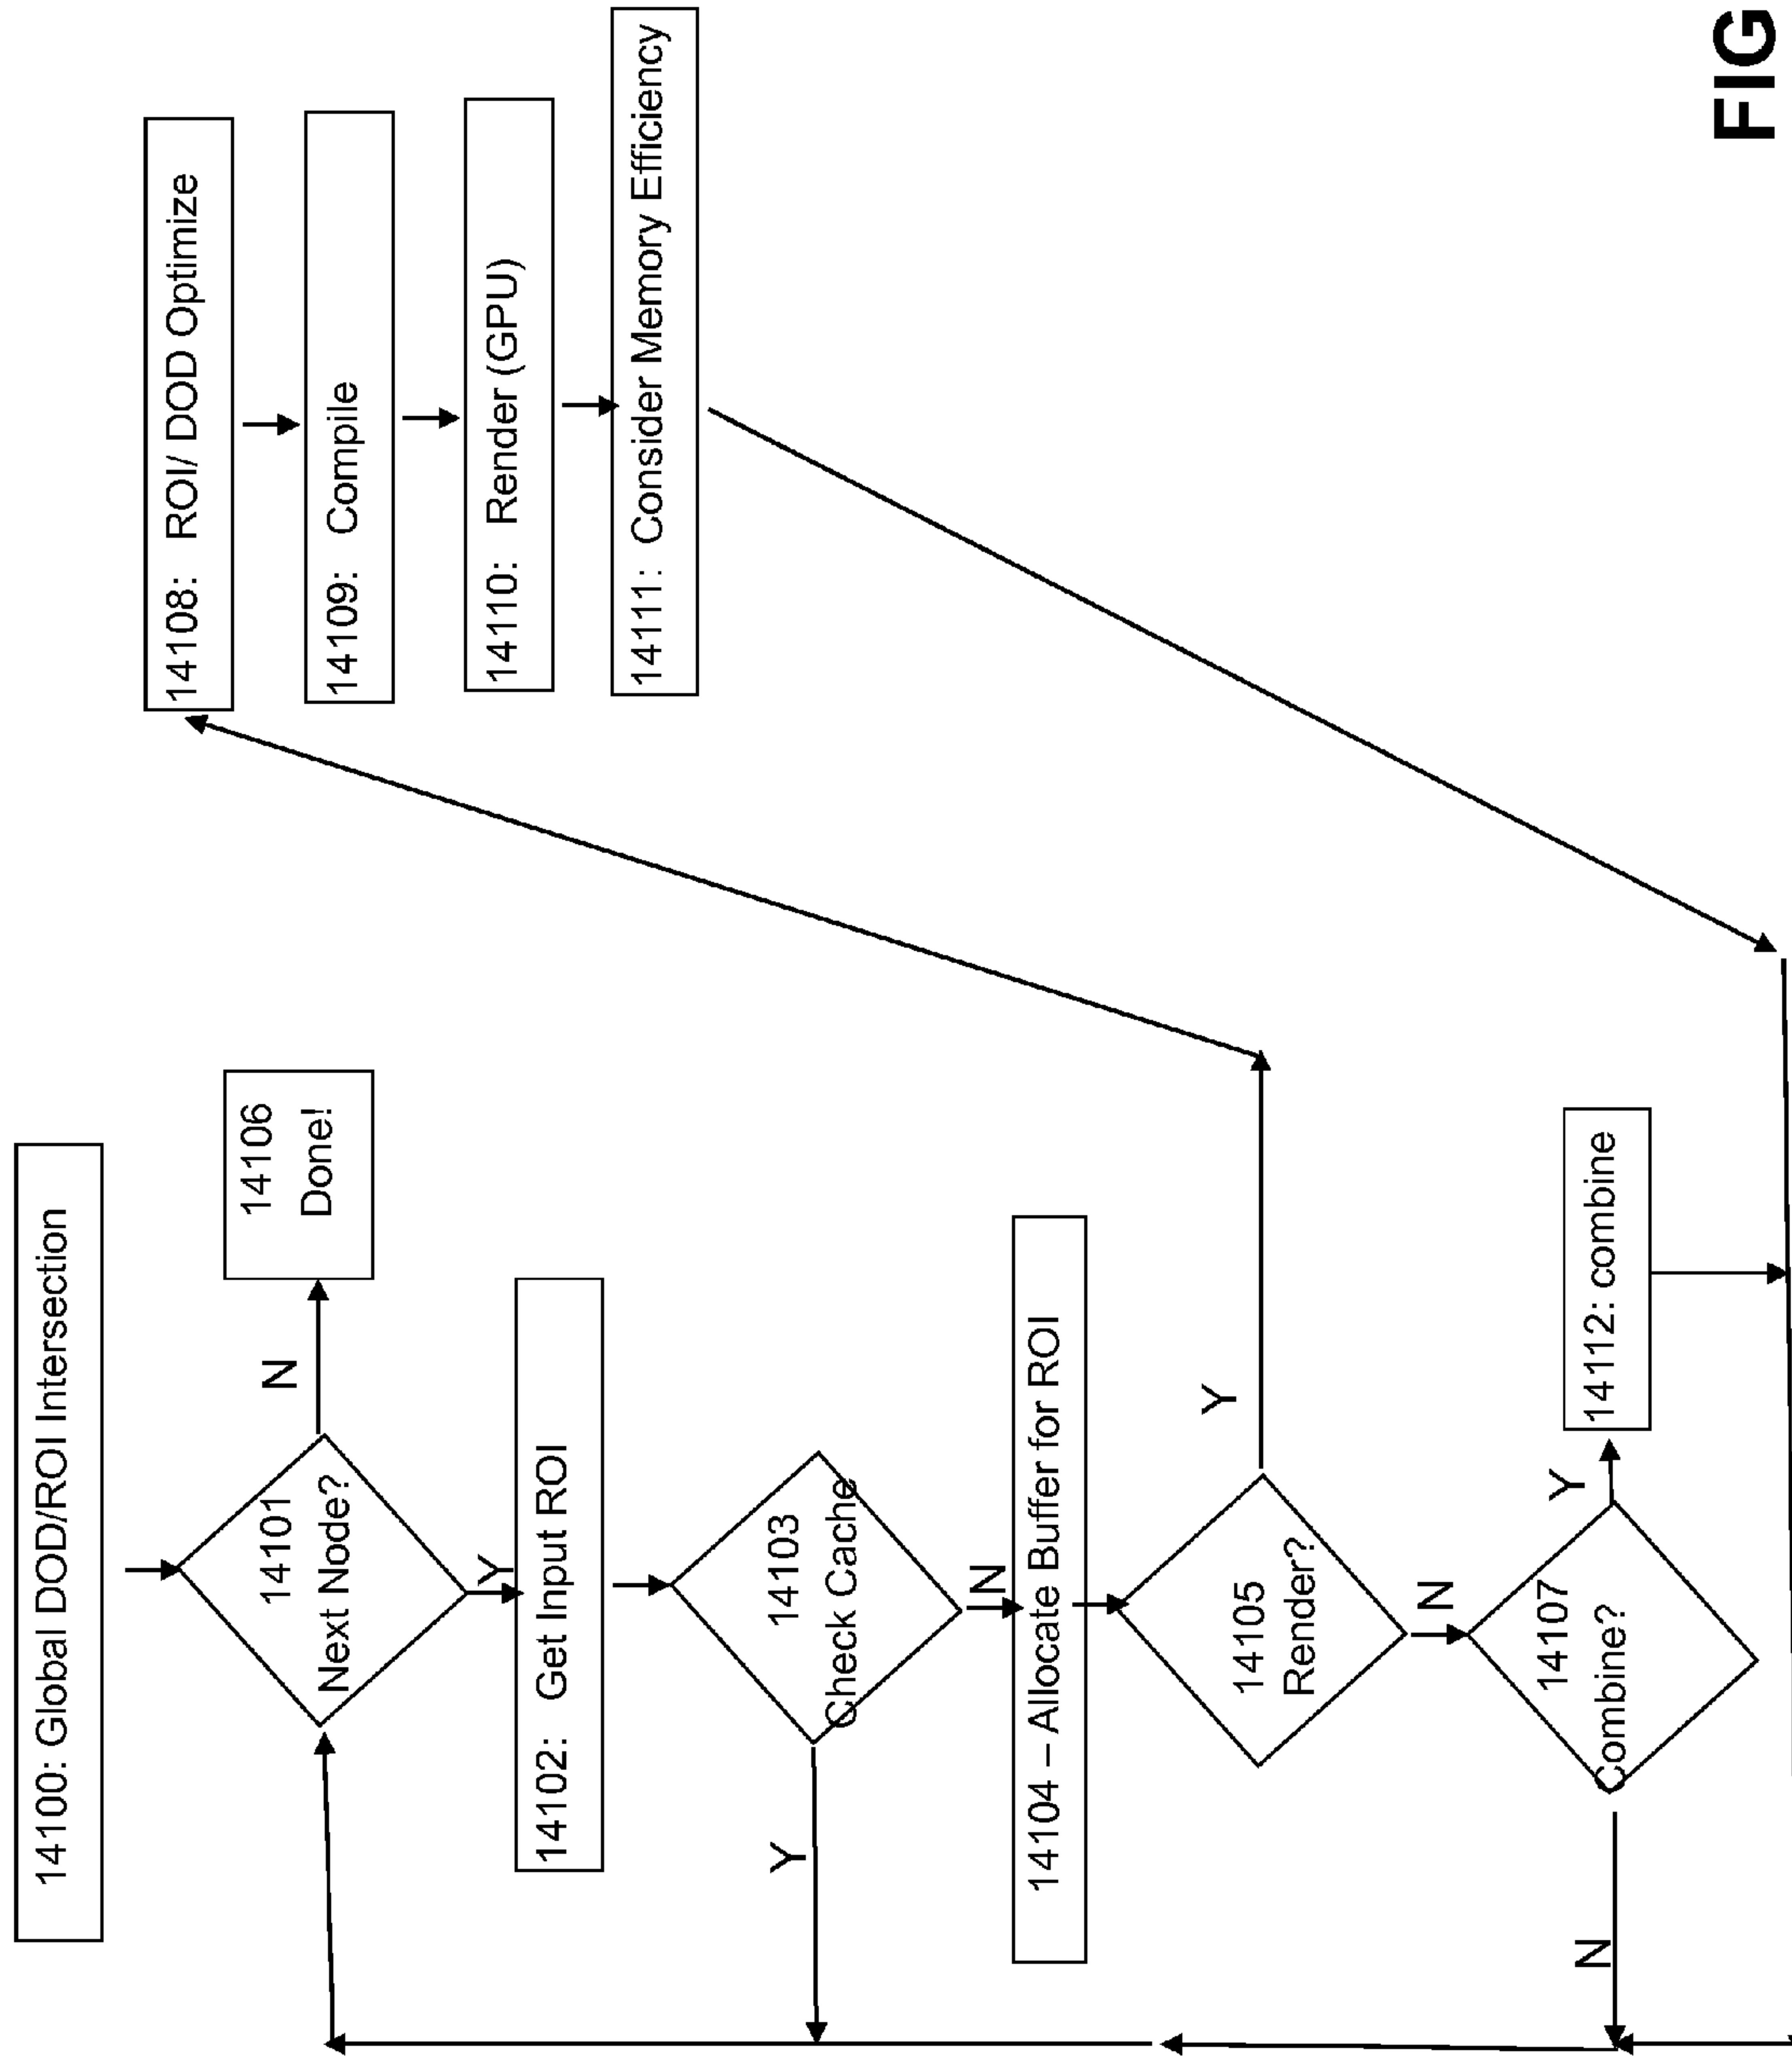 14100: Global DOD/ROI Intersection
14101
Next Node?
N
14106
Done!
Y
14102: Get Input ROI
14103
Check Cache
Y
N
14104 – Allocate Buffer for ROI
14105
Render?
Y
N
14107
Combine?
Y
N
14112: combine
14108: ROI/ DOD Optimize
14109: Compile
14110: Render (GPU)
14111: Consider Memory Efficiency
FIG